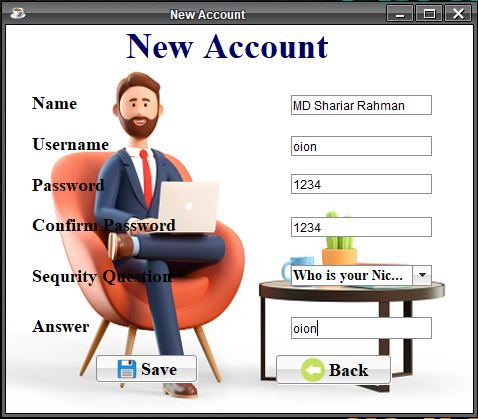 New Account
New Account
Name MD Shariar Rahman
Username oion
Password 1234
Confirm Password 1234
Sequrity Question Who is your Nic...
Answer oion
Save Back